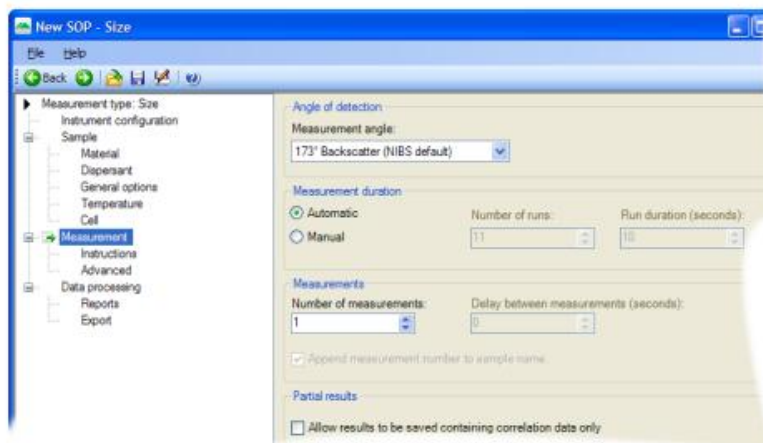 New SOP - Size
File Help
Back
Measurement type: Size
Instrument configuration
Sample
Material
Dispersant
General options
Temperature
Cell
Measurement
Instructions
Advanced
Data processing
Reports
Export
Angle of detection
Measurement angle:
173° Backscatter (NIBS default)
Measurement duration
Automatic
Manual
Number of runs:
11
Run duration (seconds):
10
Measurements
Number of measurements:
1
Delay between measurements (seconds):
0
Append measurement number to sample name
Partial results
Allow results to be saved containing correlation data only